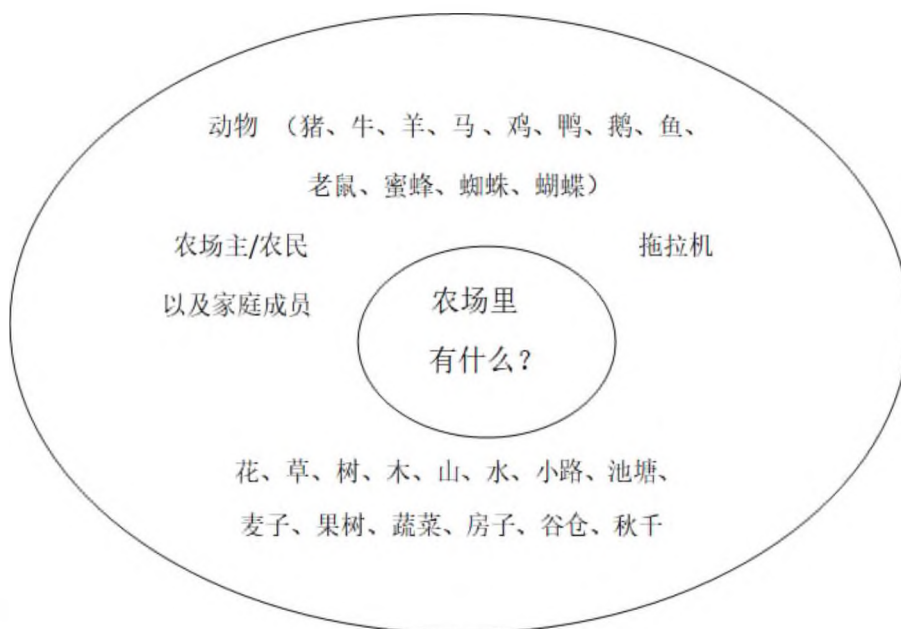 动物 （猪、牛、羊、马、鸡、鸭、鹅、鱼、
老鼠、蜜蜂、蜘蛛、蝴蝶）
农场主/农民
以及家庭成员
拖拉机
农场里
有什么？
花、草、树、木、山、水、小路、池塘、
麦子、果树、蔬菜、房子、谷仓、秋千